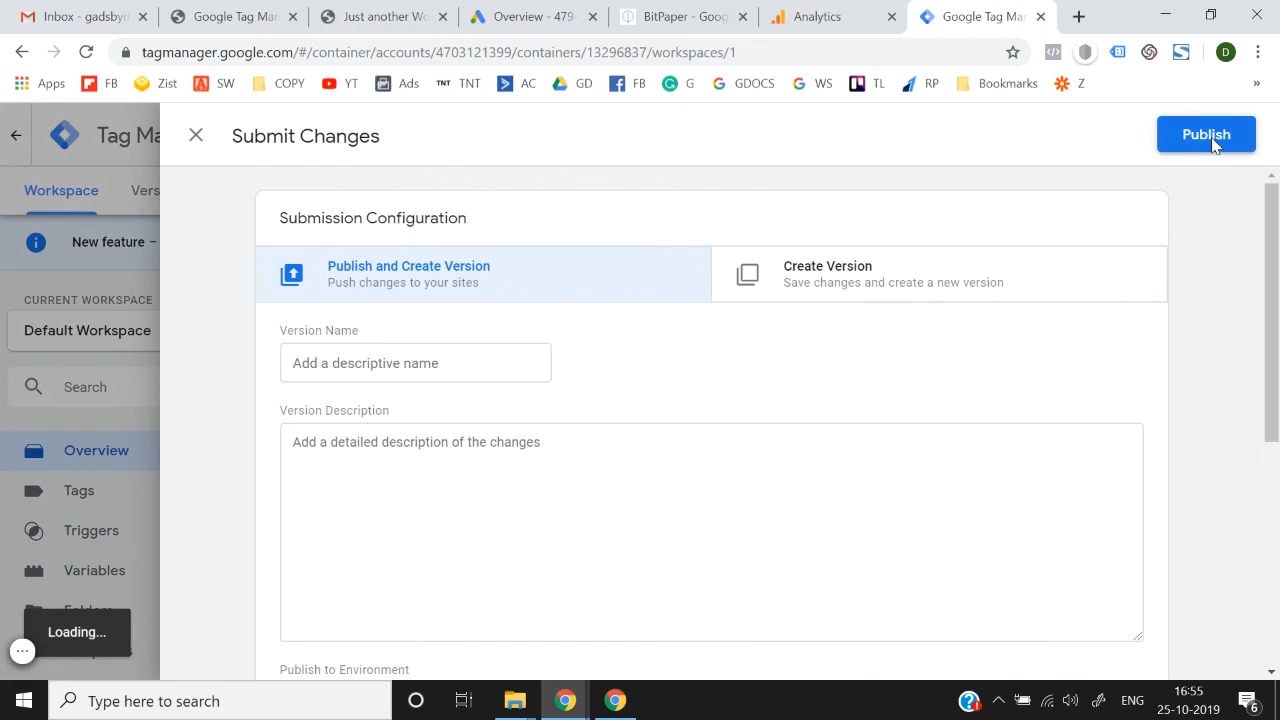 Inbox - gadsby
Google Tag Mar
Just another Wo
Overview - 479-
BitPaper - Goog
Analytics
Google Tag Mar
tagmanager.google.com/#/container/accounts/4703121399/containers/13296837/workspaces/1
D
Apps
FB
Zist
SW
COPY
YT
Ads
TNT TNT
AC
GD
FB
G
GDOCS
WS
TL
RP
Bookmarks
Z
»
Tag Ma
Submit Changes
Publish
Workspace
Vers
New feature –
CURRENT WORKSPACE
Default Workspace
Search
Overview
Tags
Triggers
Variables
Loading...
Submission Configuration
Publish and Create Version
Push changes to your sites
Create Version
Save changes and create a new version
Version Name
Add a descriptive name
Version Description
Add a detailed description of the changes
Publish to Environment
Type here to search
ENG
16:55
25-10-2019
6